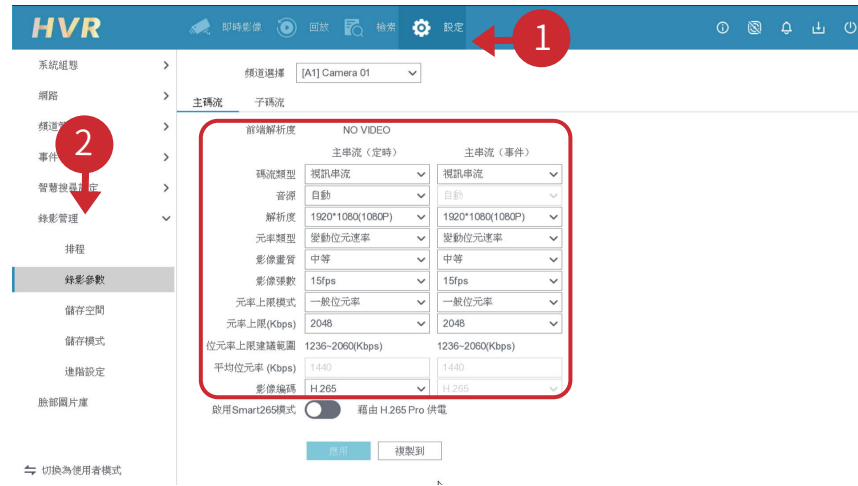 HVR 即時影像 回放 檢索 設定 1
系統組態
網路
頻道
事件
智慧搜尋設定
2
錄影管理
排程
錄影參數
儲存空間
儲存模式
進階設定
臉部圖片庫
切換為使用者模式
頻道選擇 [A1] Camera 01
主碼流 子碼流
前端解析度 NO VIDEO
主串流（定時） 主串流（事件）
碼流類型 視訊串流 視訊串流
音源 自動 自動
解析度 1920*1080(1080P) 1920*1080(1080P)
元率類型 變動位元速率 變動位元速率
影像畫質 中等 中等
影像張數 15fps 15fps
元率上限模式 一般位元率 一般位元率
元率上限(Kbps) 2048 2048
位元率上限建議範圍 1236~2060(Kbps) 1236~2060(Kbps)
平均位元率 (Kbps) 1440 1440
影像編碼 H.265 H.265
啟用Smart265模式 藉由 H.265 Pro 供電
應用 複製到